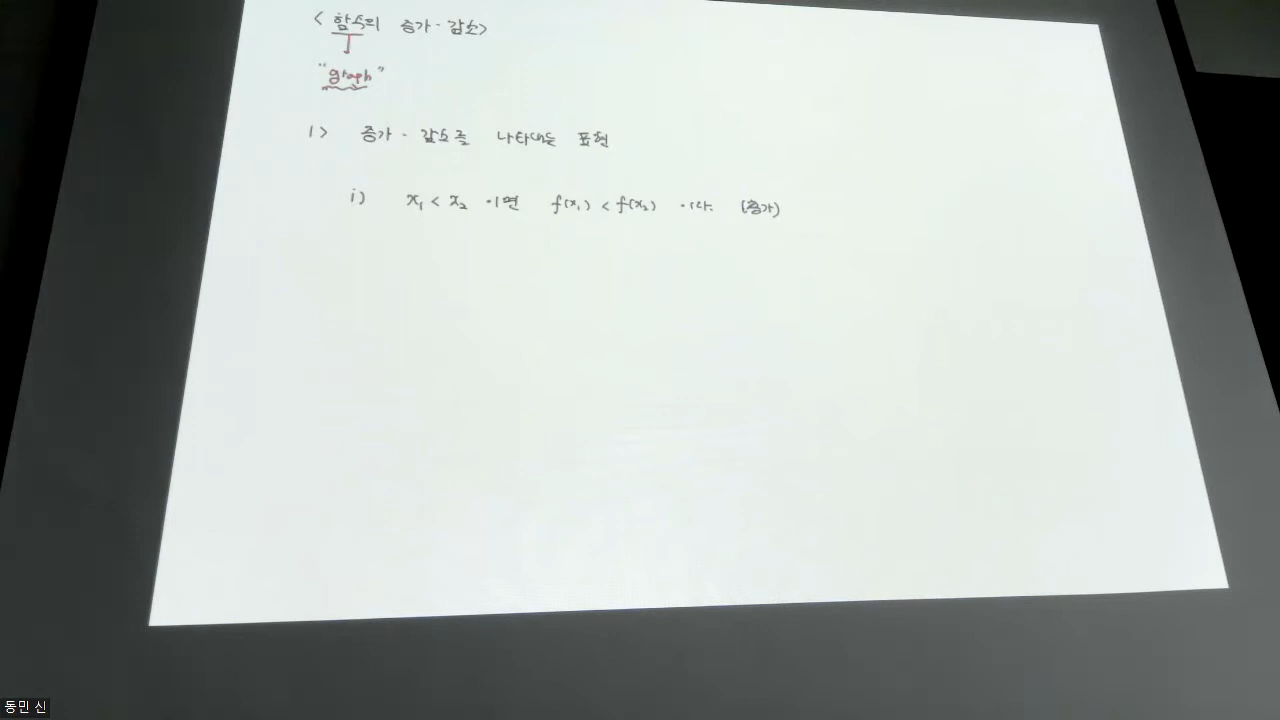 < 함수의 증가·감소>
"graph"
1> 증가·감소를 나타내는 표현
i) x₁ < x₂ 이면 f(x₁) < f(x₂) 이다. (증가)
동민 신